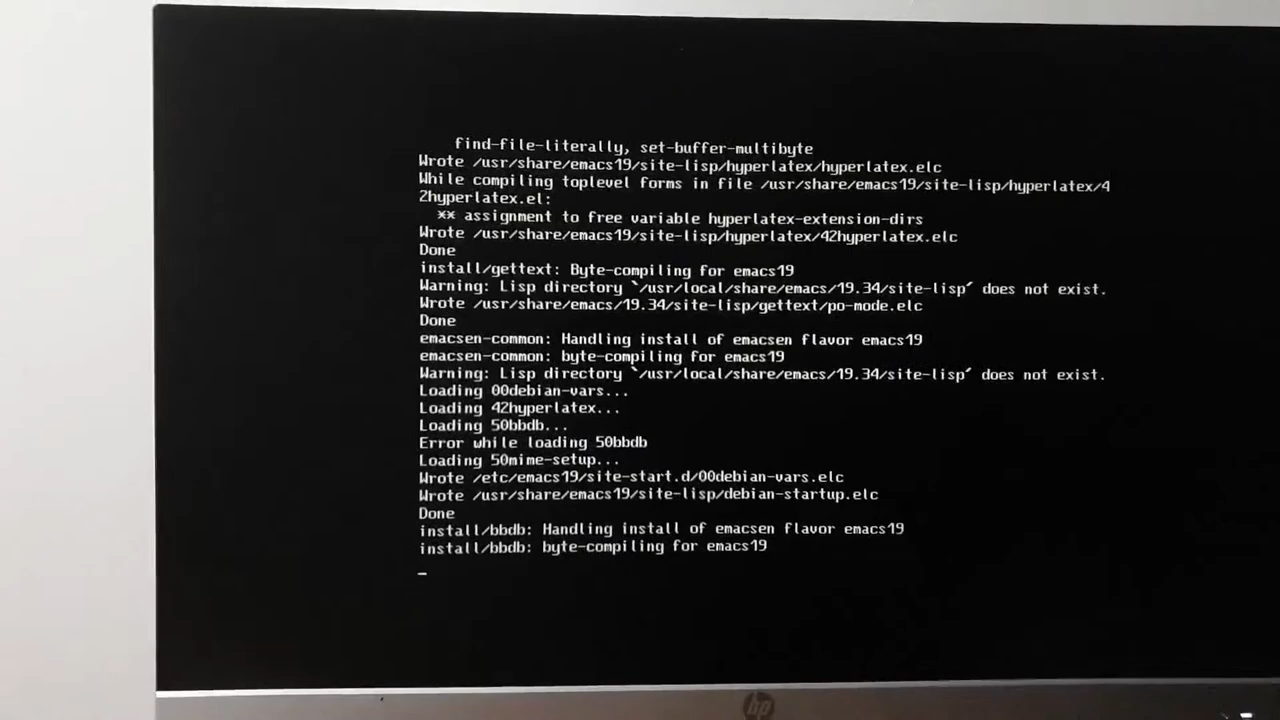 find-file-literally, set-buffer-multibyte
Wrote /usr/share/emacs19/site-lisp/hyperlatex/hyperlatex.elc
While compiling toplevel forms in file /usr/share/emacs19/site-lisp/hyperlatex/4
2hyperlatex.el:
** assignment to free variable hyperlatex-extension-dirs
Wrote /usr/share/emacs19/site-lisp/hyperlatex/42hyperlatex.elc
Done
install/gettext: Byte-compiling for emacs19
Warning: Lisp directory `/usr/local/share/emacs/19.34/site-lisp' does not exist.
Wrote /usr/share/emacs/19.34/site-lisp/gettext/po-mode.elc
Done
emacsen-common: Handling install of emacsen flavor emacs19
emacsen-common: byte-compiling for emacs19
Warning: Lisp directory `/usr/local/share/emacs/19.34/site-lisp' does not exist.
Loading 00debian-vars...
Loading 42hyperlatex...
Loading 50bbdb...
Error while loading 50bbdb
Loading 50mime-setup...
Wrote /etc/emacs19/site-start.d/00debian-vars.elc
Wrote /usr/share/emacs19/site-lisp/debian-startup.elc
Done
install/bbdb: Handling install of emacsen flavor emacs19
install/bbdb: byte-compiling for emacs19
_
hp